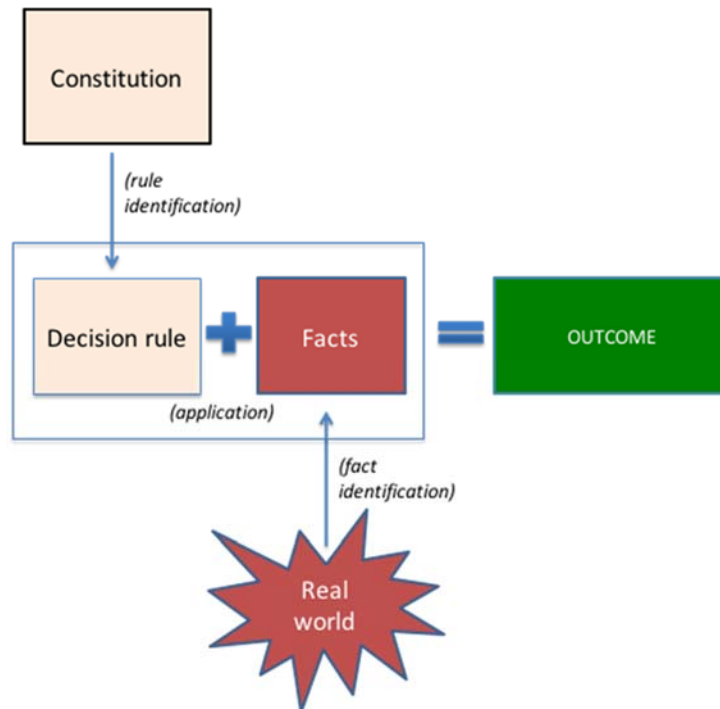 Constitution
(rule
identification)
Decision rule
Facts
OUTCOME
(application)
(fact
identification)
Real
world